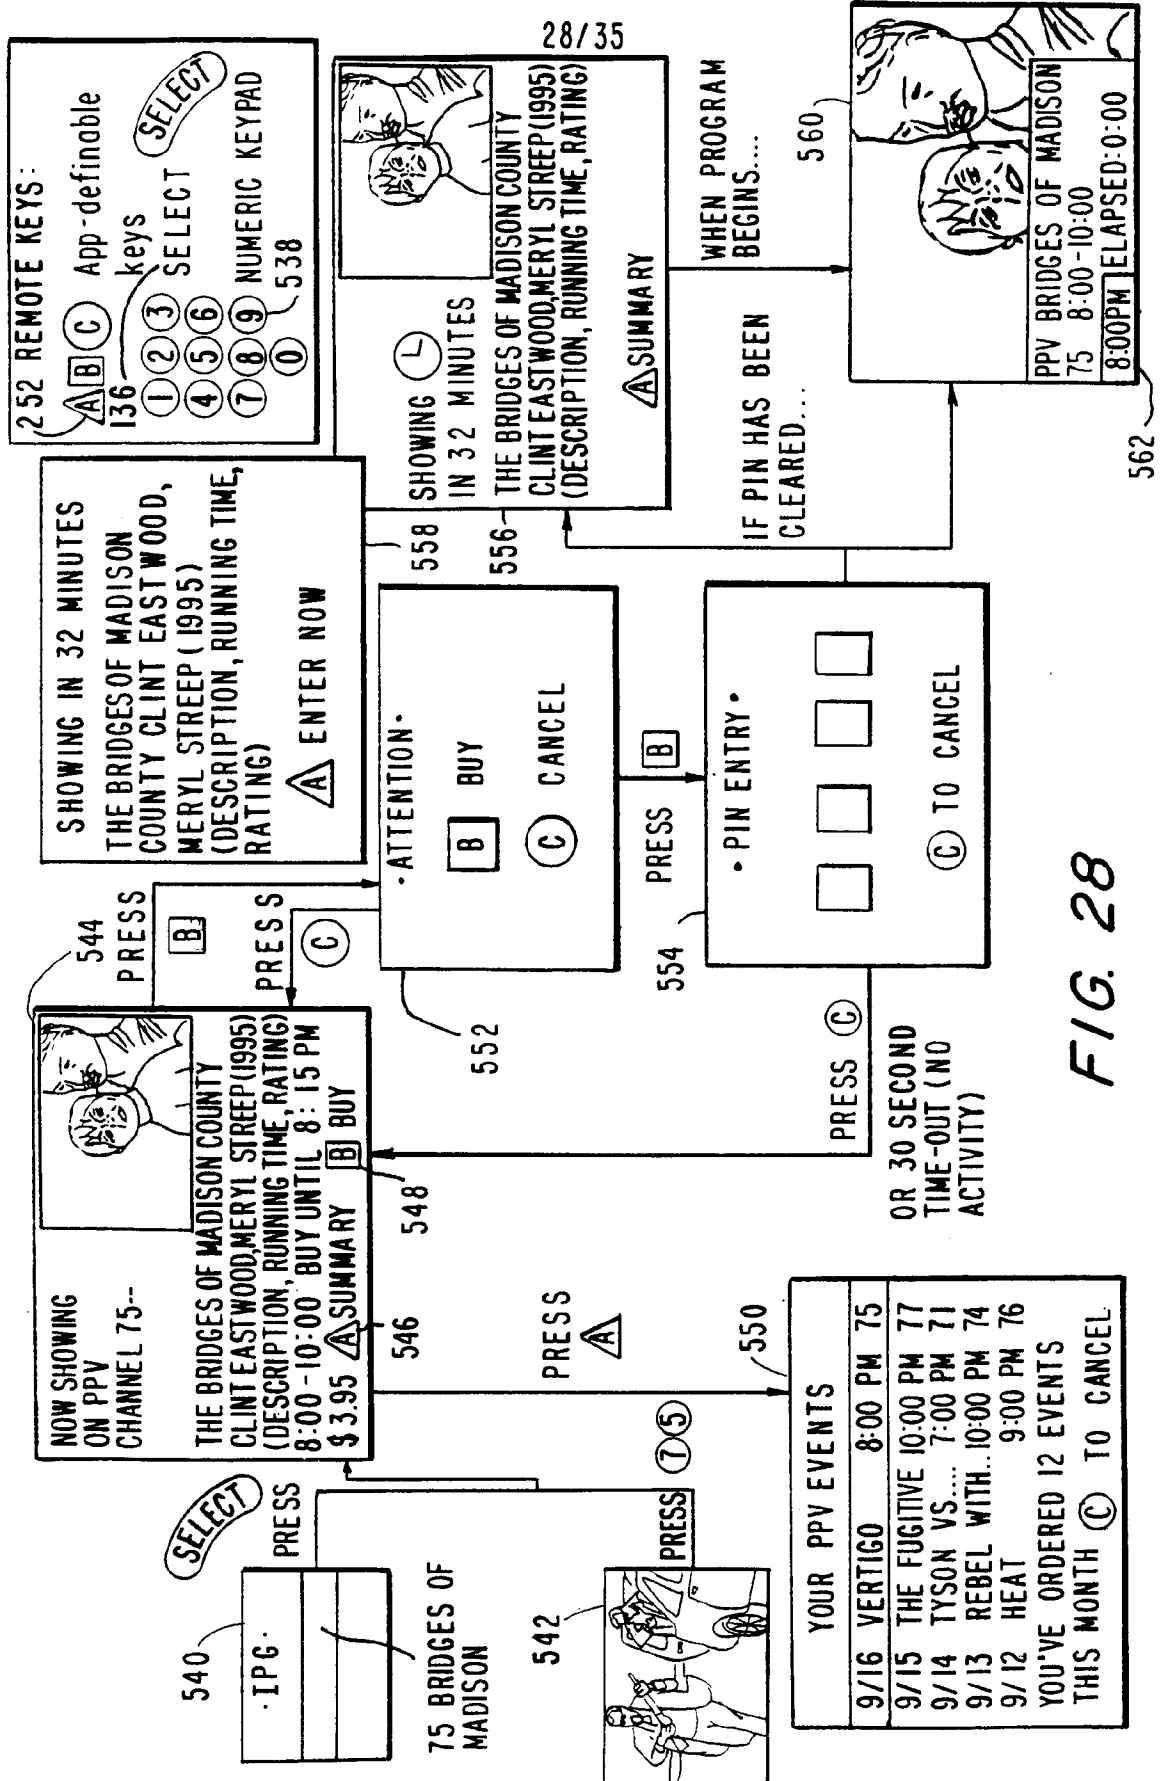 28/35
252 REMOTE KEYS:
A B C App-definable
keys
136
1 2 3 SELECT
SELECT
4 5 6
7 8 9 NUMERIC KEYPAD
0
538
SHOWING IN 32 MINUTES
THE BRIDGES OF MADISON
COUNTY CLINT EASTWOOD,
MERYL STREEP (1995)
(DESCRIPTION, RUNNING TIME,
RATING)
A ENTER NOW
558
SHOWING
IN 32 MINUTES
THE BRIDGES OF MADISON COUNTY
CLINT EASTWOOD,MERYL STREEP (1995)
(DESCRIPTION, RUNNING TIME, RATING)
A SUMMARY
556
544
NOW SHOWING
ON PPV
CHANNEL 75--
THE BRIDGES OF MADISON COUNTY
CLINT EASTWOOD,MERYL STREEP (1995)
(DESCRIPTION, RUNNING TIME, RATING)
8:00-10:00 BUY UNTIL 8:15 PM
$3.95 A SUMMARY B BUY
546
548
PRESS
B
PRESS
C
·ATTENTION·
B BUY
C CANCEL
552
PRESS B
·PIN ENTRY·
C TO CANCEL
554
PRESS C
OR 30 SECOND
TIME-OUT (NO
ACTIVITY)
IF PIN HAS BEEN
CLEARED....
WHEN PROGRAM
BEGINS....
560
PPV BRIDGES OF MADISON
75 8:00-10:00
8:00PM ELAPSED:0:00
562
540
·IPG·
SELECT
PRESS
75 BRIDGES OF
MADISON
542
PRESS 7 5
PRESS A
550
YOUR PPV EVENTS
9/16 VERTIGO 8:00 PM 75
9/15 THE FUGITIVE 10:00 PM 77
9/14 TYSON VS.... 7:00 PM 71
9/13 REBEL WITH..10:00 PM 74
9/12 HEAT 9:00 PM 76
YOU'VE ORDERED 12 EVENTS
THIS MONTH C TO CANCEL
FIG. 28